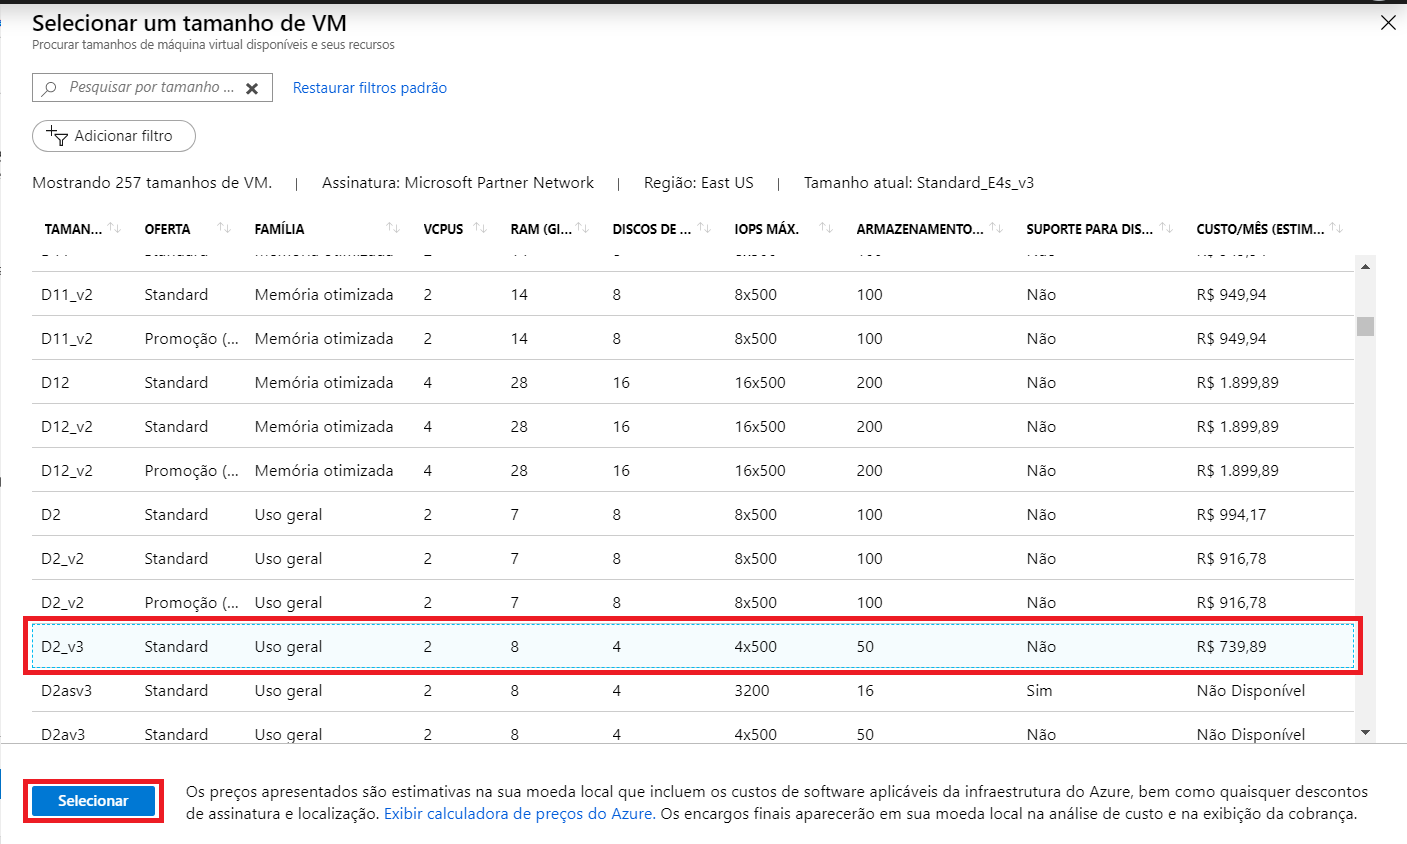 Selecionar um tamanho de VM
Procurar tamanhos de máquina virtual disponíveis e seus recursos
Pesquisar por tamanho ...
Restaurar filtros padrão
Adicionar filtro
Mostrando 257 tamanhos de VM. | Assinatura: Microsoft Partner Network | Região: East US | Tamanho atual: Standard_E4s_v3
TAMAN... OFERTA FAMÍLIA VCPUS RAM (GI... DISCOS DE ... IOPS MÁX. ARMAZENAMENTO... SUPORTE PARA DIS... CUSTO/MÊS (ESTIM...
D11_v2 Standard Memória otimizada 2 14 8 8x500 100 Não R$ 949,94
D11_v2 Promoção (... Memória otimizada 2 14 8 8x500 100 Não R$ 949,94
D12 Standard Memória otimizada 4 28 16 16x500 200 Não R$ 1.899,89
D12_v2 Standard Memória otimizada 4 28 16 16x500 200 Não R$ 1.899,89
D12_v2 Promoção (... Memória otimizada 4 28 16 16x500 200 Não R$ 1.899,89
D2 Standard Uso geral 2 7 8 8x500 100 Não R$ 994,17
D2_v2 Standard Uso geral 2 7 8 8x500 100 Não R$ 916,78
D2_v2 Promoção (... Uso geral 2 7 8 8x500 100 Não R$ 916,78
D2_v3 Standard Uso geral 2 8 4 4x500 50 Não R$ 739,89
D2asv3 Standard Uso geral 2 8 4 3200 16 Sim Não Disponível
D2av3 Standard Uso geral 2 8 4 4x500 50 Não Não Disponível
Selecionar
Os preços apresentados são estimativas na sua moeda local que incluem os custos de software aplicáveis da infraestrutura do Azure, bem como quaisquer descontos
de assinatura e localização. Exibir calculadora de preços do Azure. Os encargos finais aparecerão em sua moeda local na análise de custo e na exibição da cobrança.